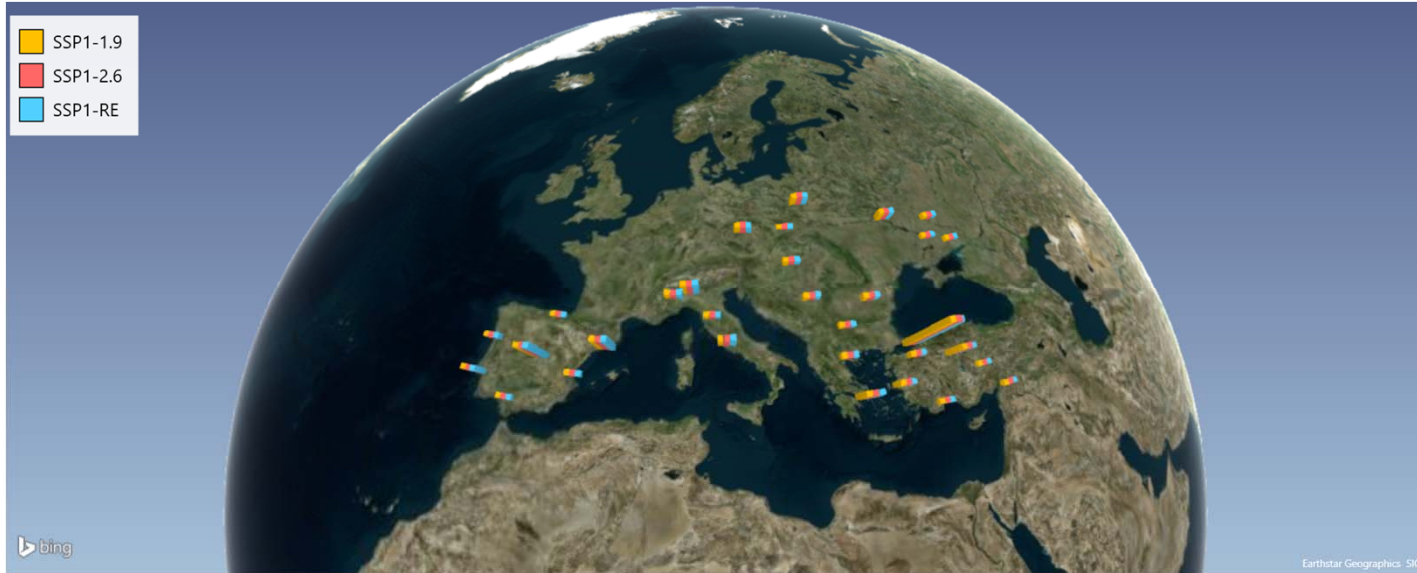 SSP1-1.9
SSP1-2.6
SSP1-RE
bing
Earthstar Geographics